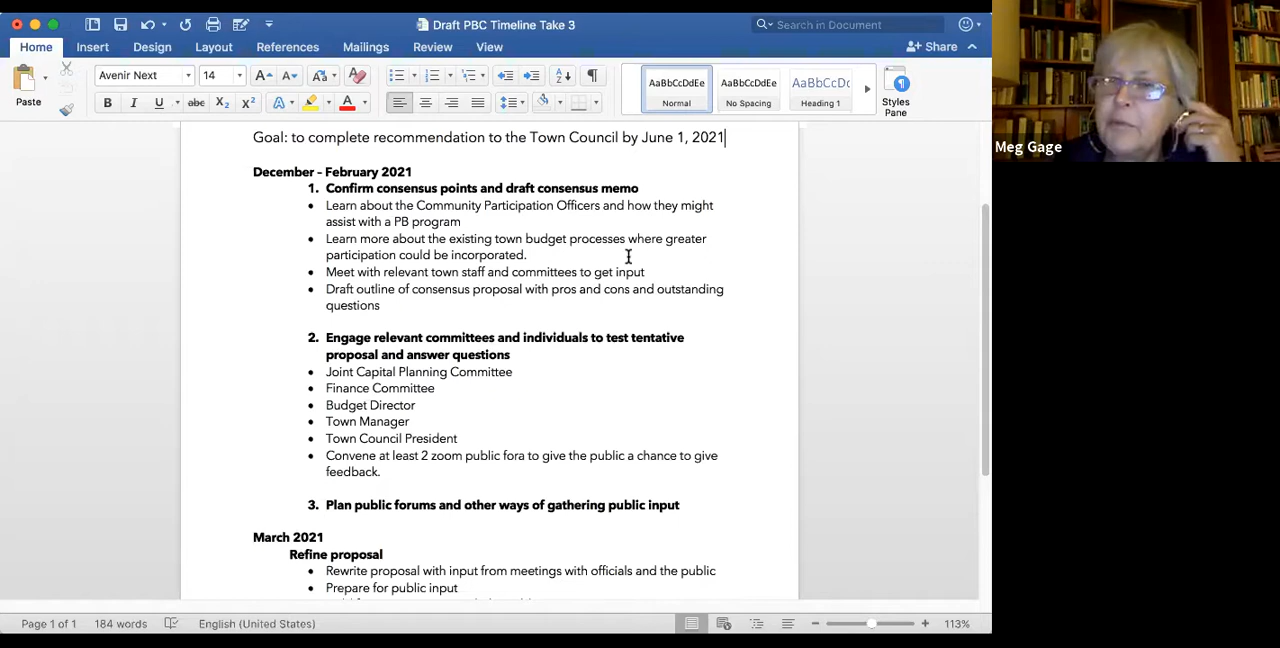 Draft PBC Timeline Take 3
Search in Document
Home Insert Design Layout References Mailings Review View
Share
Paste
Avenir Next 14
AaBbCcDdEe AaBbCcDdEe AaBbCcDc
Normal No Spacing Heading 1
Styles Pane
Goal: to complete recommendation to the Town Council by June 1, 2021
December – February 2021
1. Confirm consensus points and draft consensus memo
• Learn about the Community Participation Officers and how they might
assist with a PB program
• Learn more about the existing town budget processes where greater
participation could be incorporated.
• Meet with relevant town staff and committees to get input
• Draft outline of consensus proposal with pros and cons and outstanding
questions
2. Engage relevant committees and individuals to test tentative
proposal and answer questions
• Joint Capital Planning Committee
• Finance Committee
• Budget Director
• Town Manager
• Town Council President
• Convene at least 2 zoom public fora to give the public a chance to give
feedback.
3. Plan public forums and other ways of gathering public input
March 2021
Refine proposal
• Rewrite proposal with input from meetings with officials and the public
• Prepare for public input
Page 1 of 1 184 words English (United States) 113%
Meg Gage